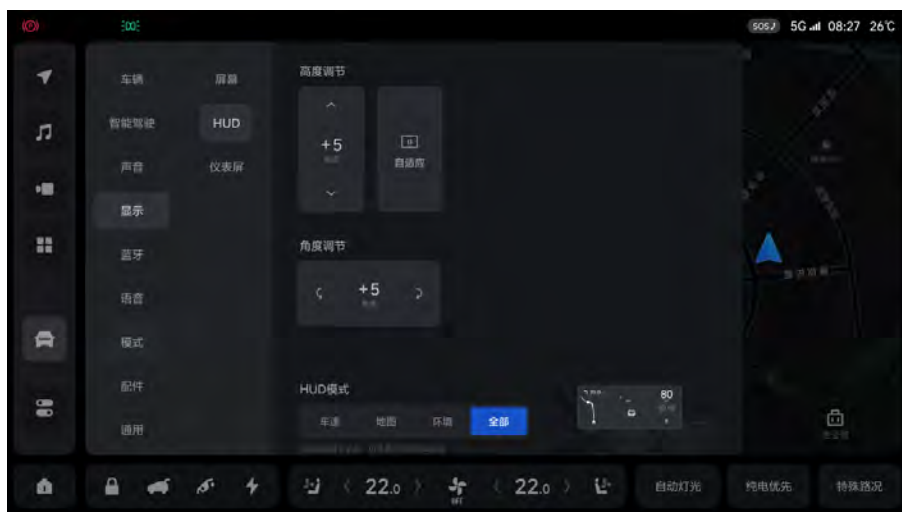 SOS 5G 08:27 26℃
车辆
智能驾驶
声音
显示
蓝牙
语音
模式
配件
通用
屏幕
HUD
仪表屏
高度调节
+5
自适应
角度调节
+5
HUD模式
车速
地图
环境
全部
80
22.0
OFF
22.0
自动灯光
纯电优先
特殊路况